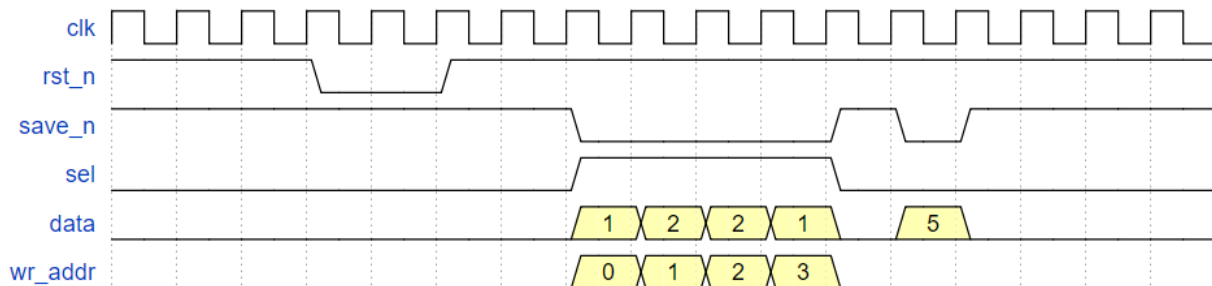 clk
rst_n
save_n
sel
data 1 2 2 1 5
wr_addr 0 1 2 3